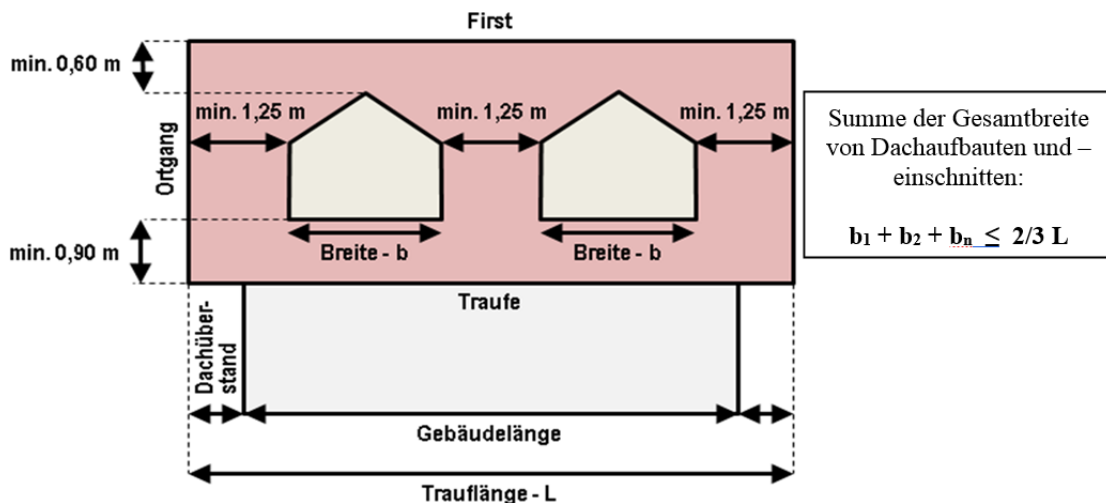 First
min. 0,60 m
min. 1,25 m
min. 1,25 m
min. 1,25 m
Ortgang
min. 0,90 m
Breite - b
Breite - b
Traufe
Dachüber-
stand
Gebäudelänge
Trauflänge - L
Summe der Gesamtbreite
von Dachaufbauten und –
einschnitten:
b₁ + b₂ + bₙ ≤ 2/3 L